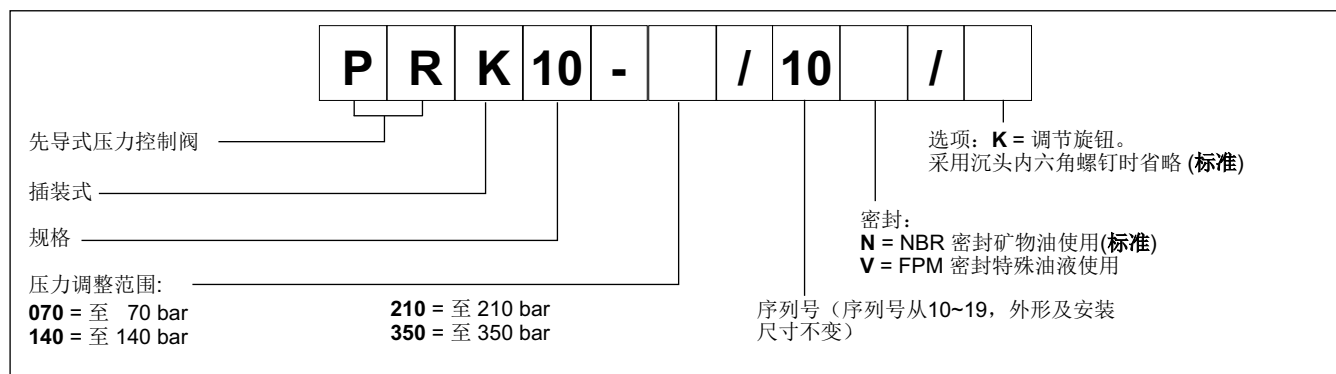 P R K 10 - / 10 /
先导式压力控制阀
插装式
规格
压力调整范围:
070 = 至 70 bar
140 = 至 140 bar
210 = 至 210 bar
350 = 至 350 bar
选项：K = 调节旋钮。
采用沉头内六角螺钉时省略 (标准)
密封：
N = NBR 密封矿物油使用(标准)
V = FPM 密封特殊油液使用
序列号（序列号从10~19，外形及安装
尺寸不变）